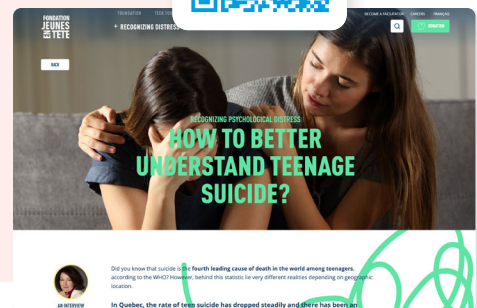 FONDATION
JEUNES
EN TÊTE
FOUNDATION
BECOME A FACILITATOR
CAREERS
FRANÇAIS
+ RECOGNIZING DISTRESS
DONATION
BACK
RECOGNIZING PSYCHOLOGICAL DISTRESS
HOW TO BETTER
UNDERSTAND TEENAGE
SUICIDE?
Did you know that suicide is the fourth leading cause of death in the world among teenagers,
according to the WHO? However, behind this statistic lie very different realities depending on geographic
location.
AN INTERVIEW
In Quebec, the rate of teen suicide has dropped steadily and there has been an